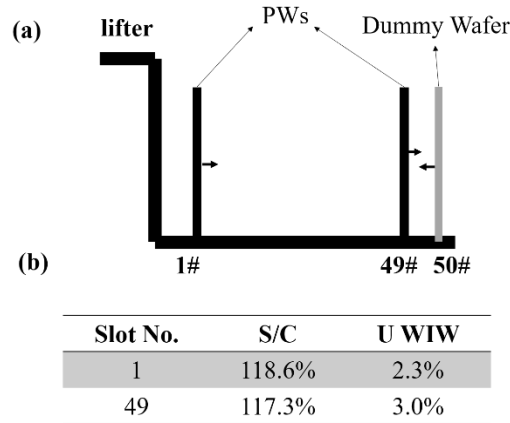 (a)
lifter
PWs
Dummy Wafer
1#
49#
50#
(b)
Slot No. S/C U WIW
1 118.6% 2.3%
49 117.3% 3.0%